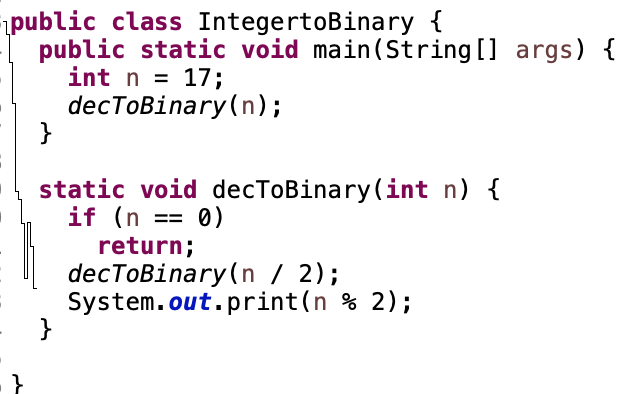 public class IntegertoBinary {
public static void main(String[] args) {
int n = 17;
decToBinary(n);
}
static void decToBinary(int n) {
if (n == 0)
return;
decToBinary(n / 2);
System.out.print(n % 2);
}
}